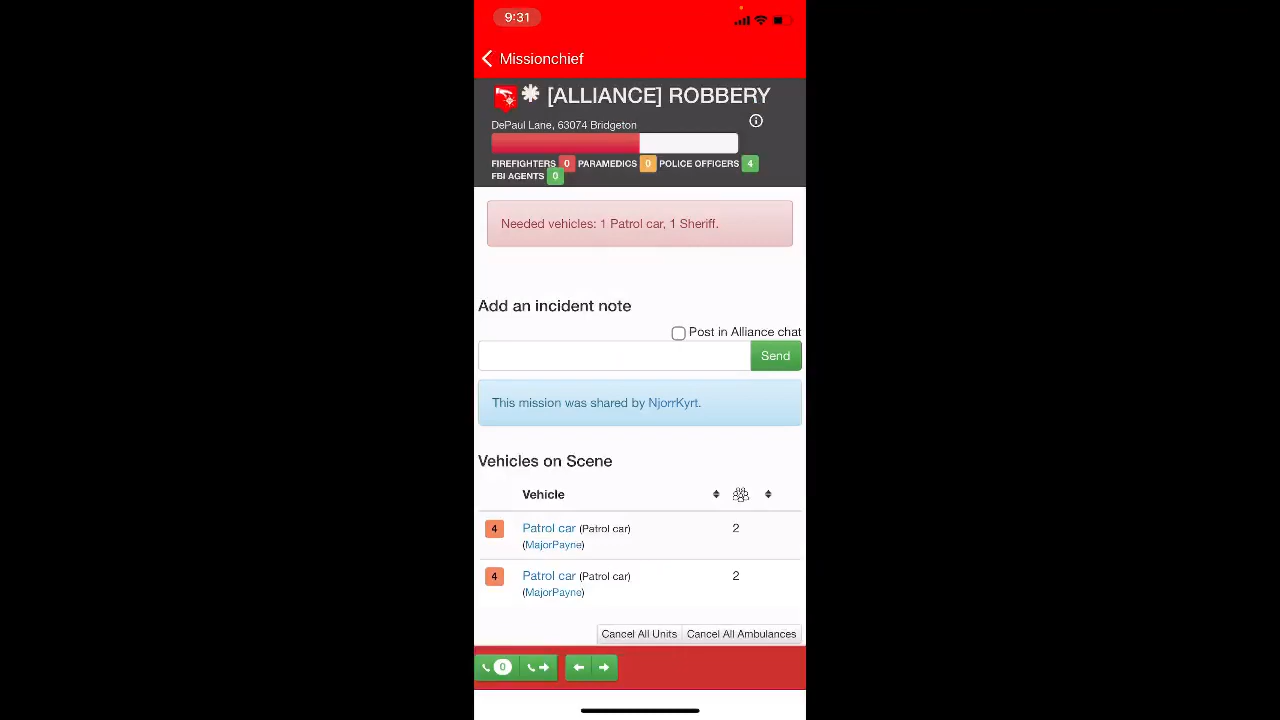 9:31
Missionchief
[ALLIANCE] ROBBERY
DePaul Lane, 63074 Bridgeton
FIREFIGHTERS 0 PARAMEDICS 0 POLICE OFFICERS 4
FBI AGENTS 0
Needed vehicles: 1 Patrol car, 1 Sheriff.
Add an incident note
Post in Alliance chat
Send
This mission was shared by NjorrKyrt.
Vehicles on Scene
Vehicle
4 Patrol car (Patrol car) 2
(MajorPayne)
4 Patrol car (Patrol car) 2
(MajorPayne)
Cancel All Units Cancel All Ambulances
0